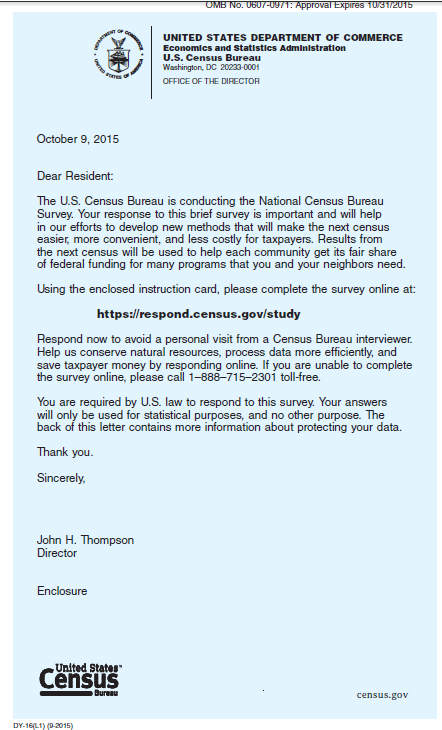 OMB No. 0607-0971: Approval Expires 10/31/2015
DEPARTMENT OF COMMERCE
UNITED STATES OF AMERICA
UNITED STATES DEPARTMENT OF COMMERCE
Economics and Statistics Administration
U.S. Census Bureau
Washington, DC 20233-0001
OFFICE OF THE DIRECTOR
October 9, 2015
Dear Resident:
The U.S. Census Bureau is conducting the National Census Bureau
Survey. Your response to this brief survey is important and will help
in our efforts to develop new methods that will make the next census
easier, more convenient, and less costly for taxpayers. Results from
the next census will be used to help each community get its fair share
of federal funding for many programs that you and your neighbors need.
Using the enclosed instruction card, please complete the survey online at:
https://respond.census.gov/study
Respond now to avoid a personal visit from a Census Bureau interviewer.
Help us conserve natural resources, process data more efficiently, and
save taxpayer money by responding online. If you are unable to complete
the survey online, please call 1–888–715–2301 toll-free.
You are required by U.S. law to respond to this survey. Your answers
will only be used for statistical purposes, and no other purpose. The
back of this letter contains more information about protecting your data.
Thank you.
Sincerely,
John H. Thompson
Director
Enclosure
United States™
Census
Bureau
census.gov
DY-16(L1) (9-2015)